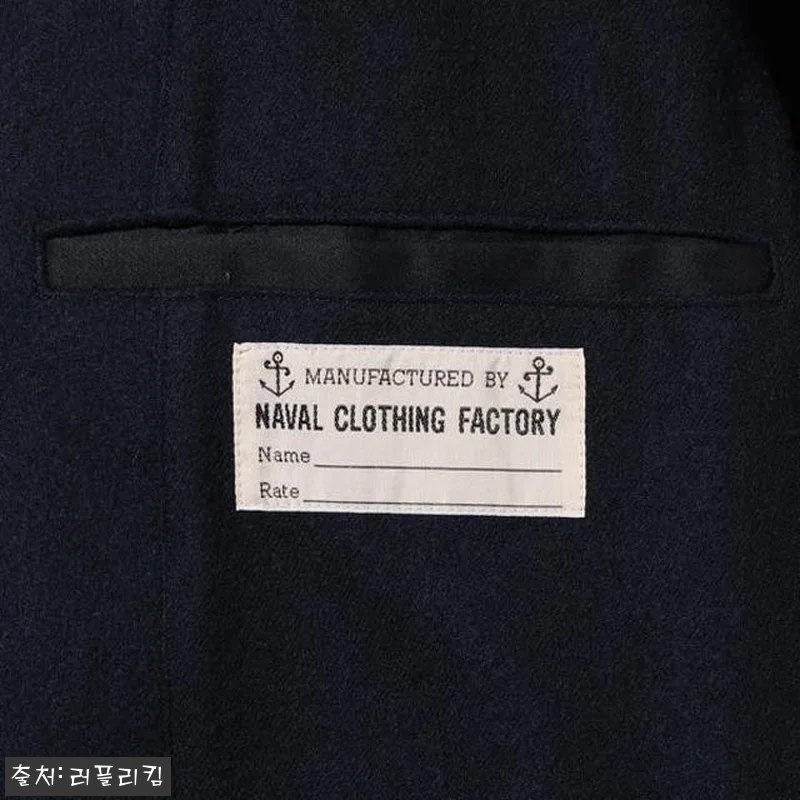 MANUFACTURED BY
NAVAL CLOTHING FACTORY
Name
Rate
출처:러플리킴